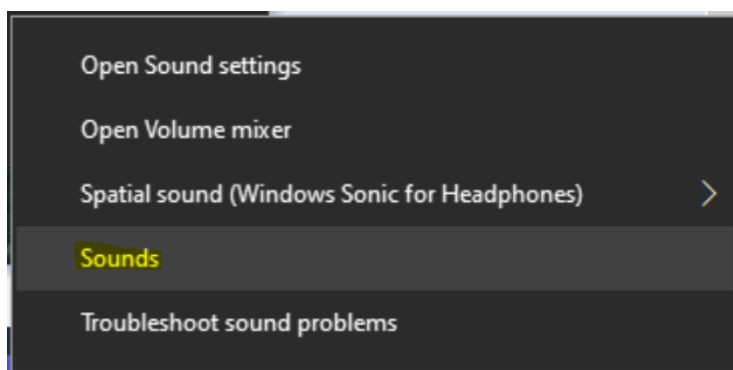 Open Sound settings
Open Volume mixer
Spatial sound (Windows Sonic for Headphones)
Sounds
Troubleshoot sound problems